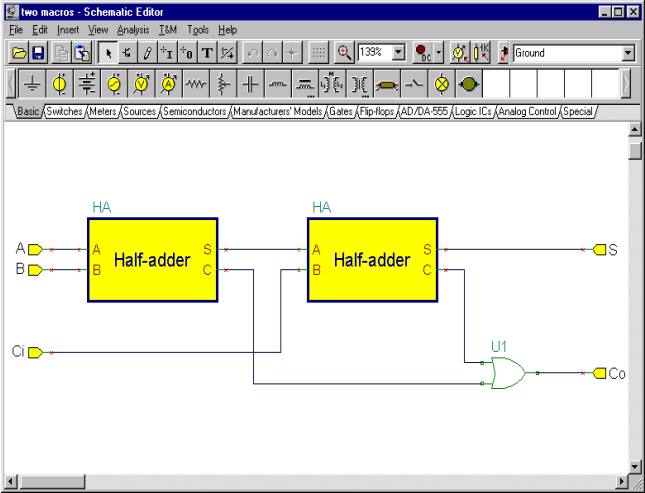 two macros - Schematic Editor
File Edit Insert View Analysis T&M Tools Help
T 139% DC 1K Ground
V A M
Basic Switches Meters Sources Semiconductors Manufacturers' Models Gates Flip-flops AD/DA-555 Logic ICs Analog Control Special
HA HA
A A Half-adder S A Half-adder S S
B B C B C
Ci U1
Co